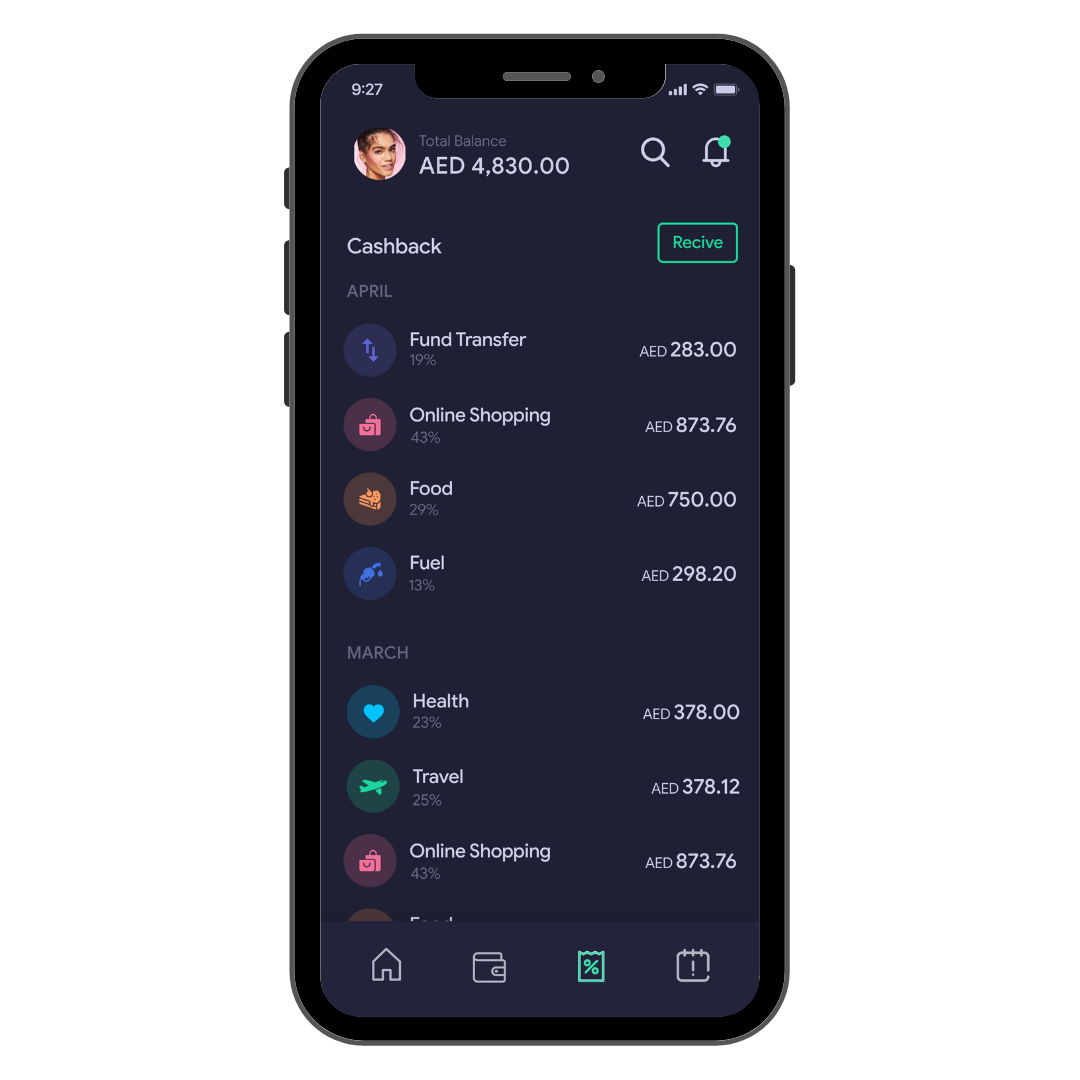 9:27
Total Balance
AED 4,830.00
Cashback
Recive
APRIL
Fund Transfer
19%
AED 283.00
Online Shopping
43%
AED 873.76
Food
29%
AED 750.00
Fuel
13%
AED 298.20
MARCH
Health
23%
AED 378.00
Travel
25%
AED 378.12
Online Shopping
43%
AED 873.76
%